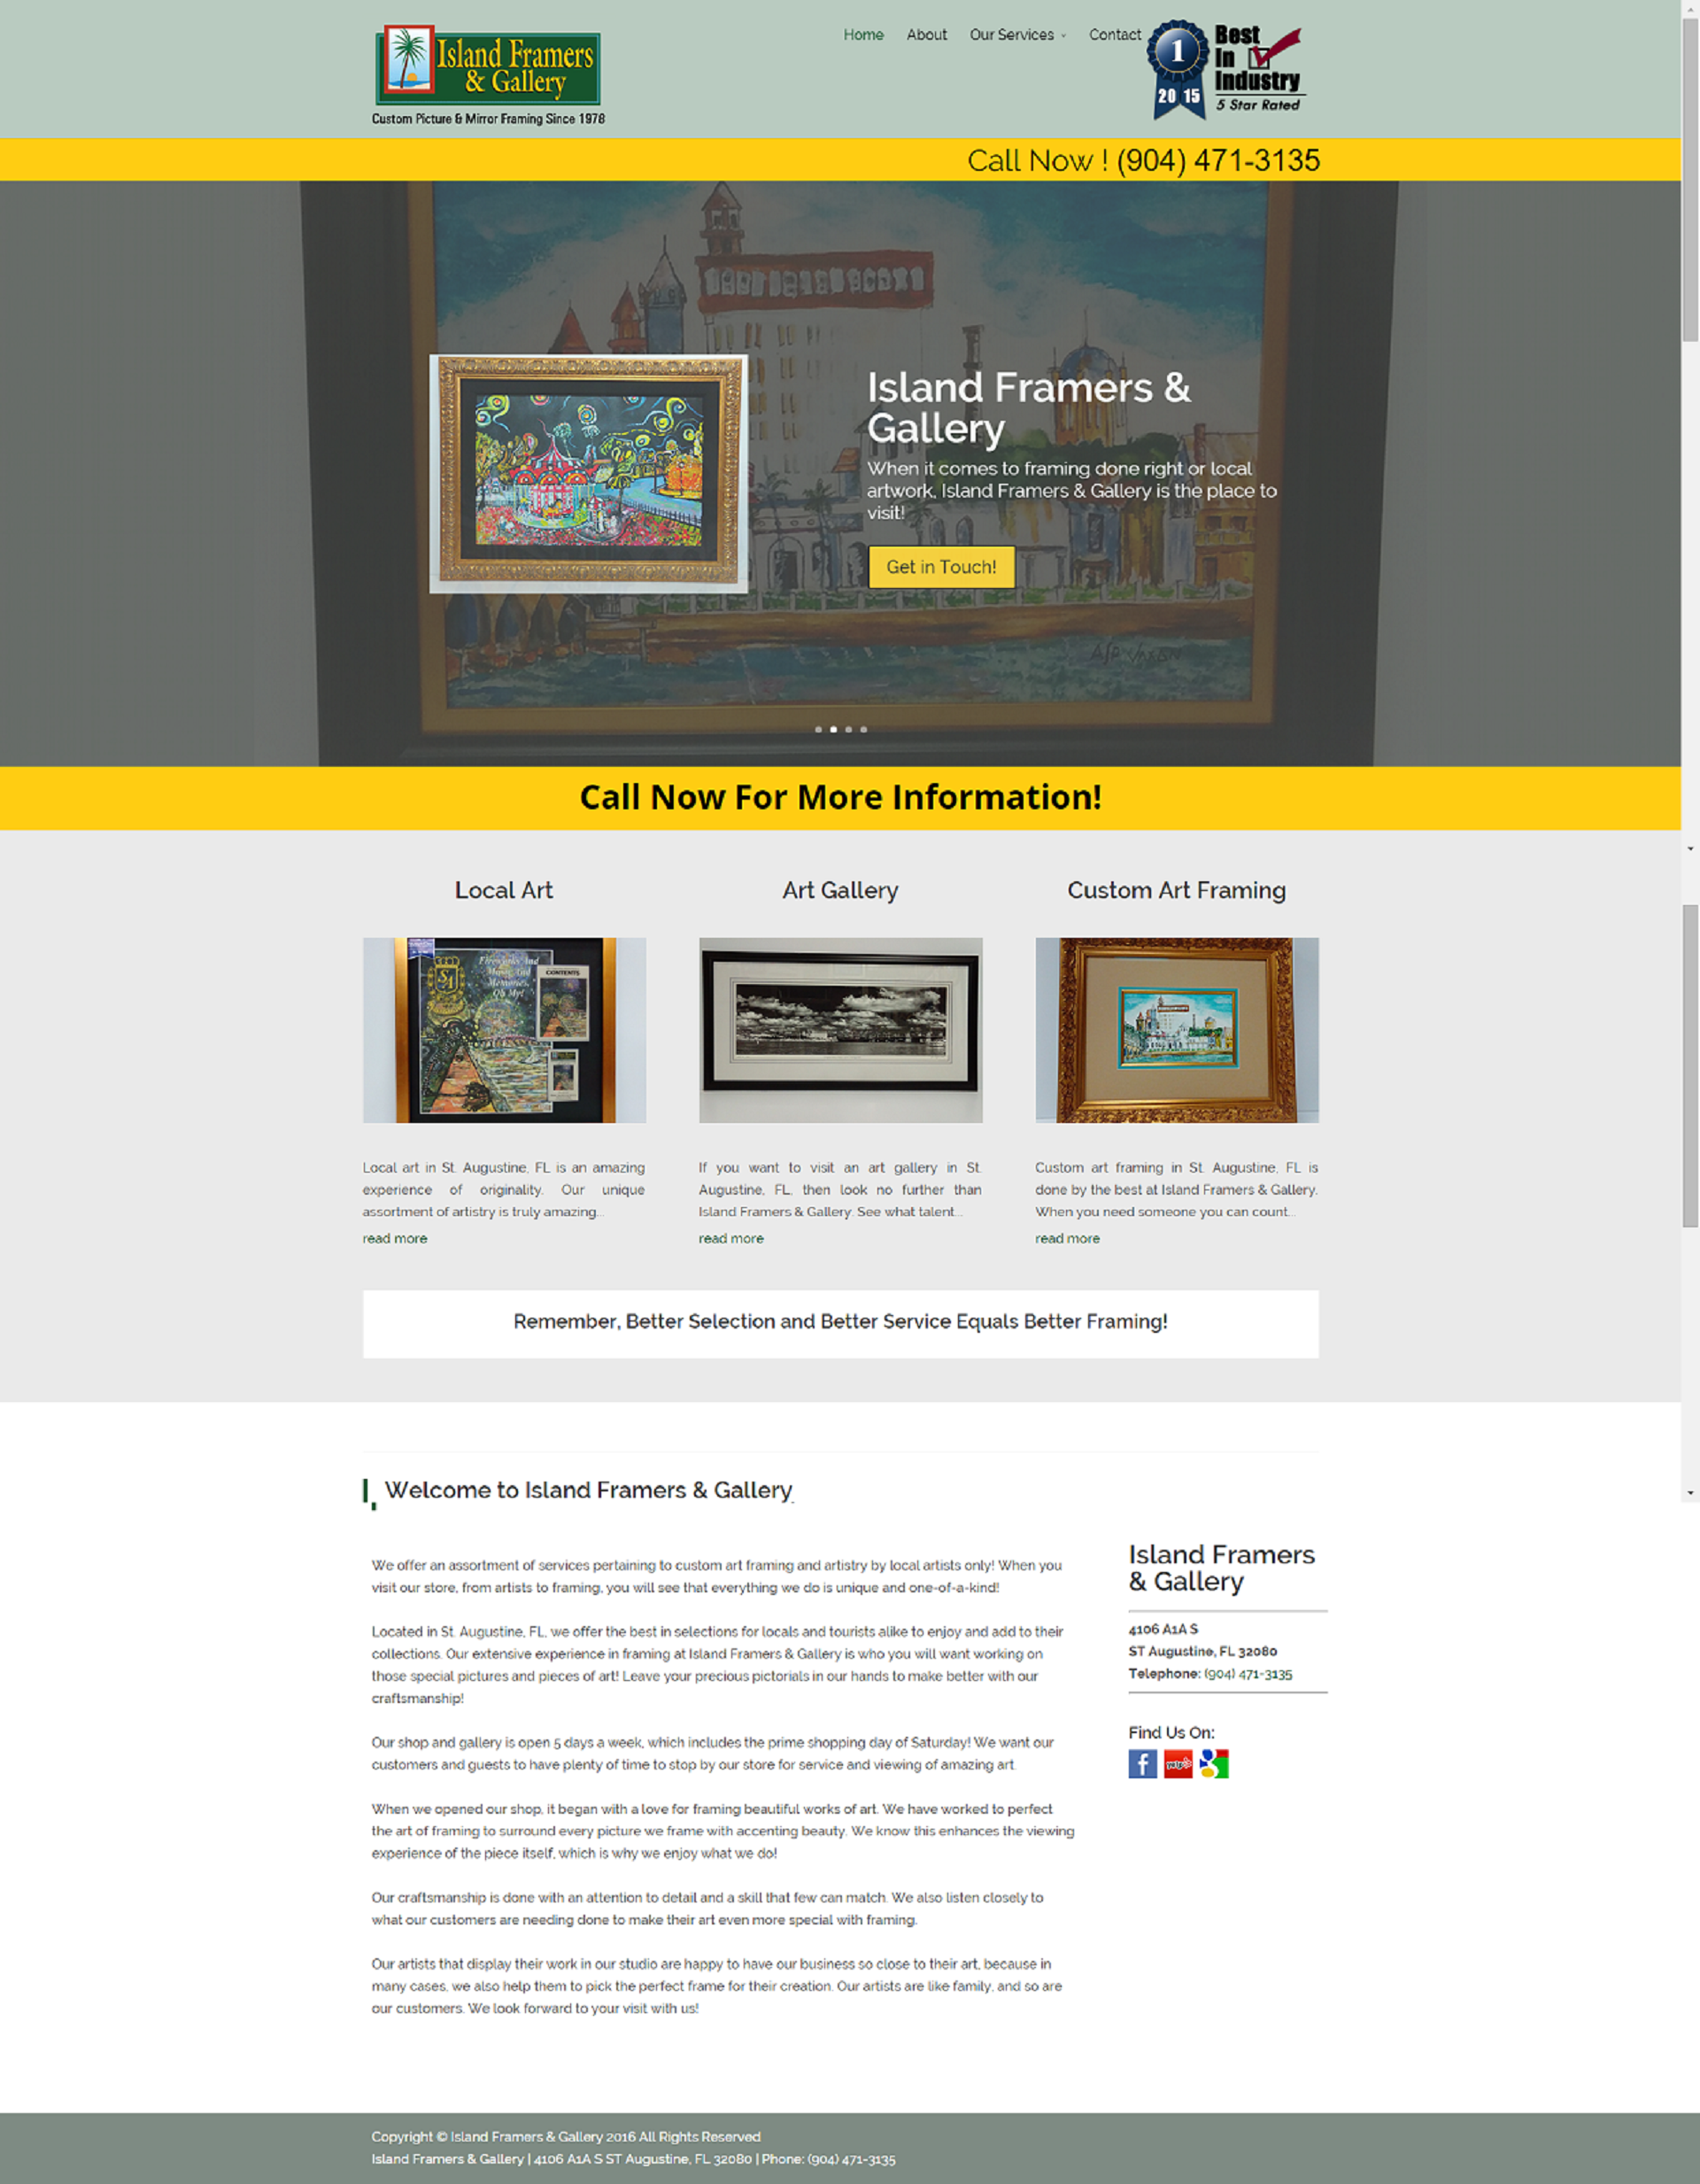 Island Framers
& Gallery
Custom Picture & Mirror Framing Since 1978
Home About Our Services Contact
1
20 15
Best
In
Industry
5 Star Rated
Call Now ! (904) 471-3135
Island Framers &
Gallery
When it comes to framing done right or local
artwork, Island Framers & Gallery is the place to
visit!
Get in Touch!
Call Now For More Information!
Local Art
Art Gallery
Custom Art Framing
Fireworks And
Music And
Memories,
Oh My!
CONTENTS
SA
Local art in St. Augustine, FL is an amazing
experience of originality. Our unique
assortment of artistry is truly amazing...
read more
If you want to visit an art gallery in St.
Augustine, FL, then look no further than
Island Framers & Gallery. See what talent...
read more
Custom art framing in St. Augustine, FL is
done by the best at Island Framers & Gallery.
When you need someone you can count...
read more
Remember, Better Selection and Better Service Equals Better Framing!
Welcome to Island Framers & Gallery
We offer an assortment of services pertaining to custom art framing and artistry by local artists only! When you
visit our store, from artists to framing, you will see that everything we do is unique and one-of-a-kind!
Located in St. Augustine, FL, we offer the best in selections for locals and tourists alike to enjoy and add to their
collections. Our extensive experience in framing at Island Framers & Gallery is who you will want working on
those special pictures and pieces of art! Leave your precious pictorials in our hands to make better with our
craftsmanship!
Our shop and gallery is open 5 days a week, which includes the prime shopping day of Saturday! We want our
customers and guests to have plenty of time to stop by our store for service and viewing of amazing art.
When we opened our shop, it began with a love for framing beautiful works of art. We have worked to perfect
the art of framing to surround every picture we frame with accenting beauty. We know this enhances the viewing
experience of the piece itself, which is why we enjoy what we do!
Our craftsmanship is done with an attention to detail and a skill that few can match. We also listen closely to
what our customers are needing done to make their art even more special with framing.
Our artists that display their work in our studio are happy to have our business so close to their art, because in
many cases, we also help them to pick the perfect frame for their creation. Our artists are like family, and so are
our customers. We look forward to your visit with us!
Island Framers
& Gallery
4106 A1A S
ST Augustine, FL 32080
Telephone: (904) 471-3135
Find Us On:
f yelp g
Copyright © Island Framers & Gallery 2016 All Rights Reserved
Island Framers & Gallery | 4106 A1A S ST Augustine, FL 32080 | Phone: (904) 471-3135